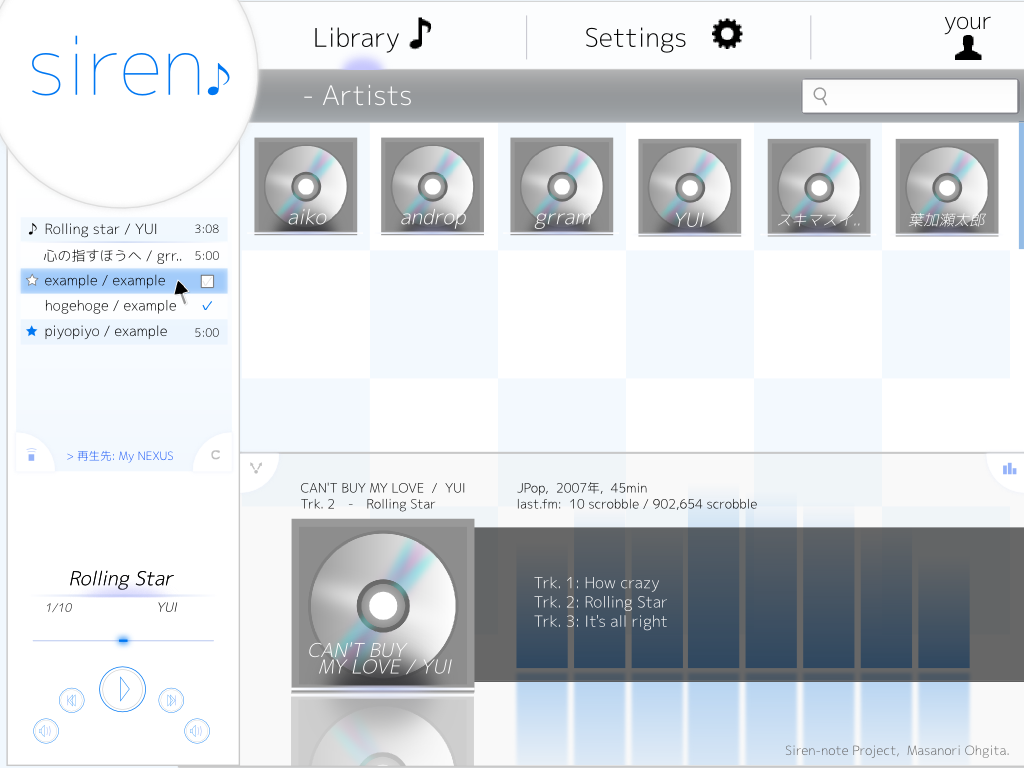 siren
Library
Settings
your
- Artists
aiko
androp
grram
YUI
スキマスイ..
葉加瀬太郎
Rolling star / YUI 3:08
心の指すほうへ / grr.. 5:00
example / example
hogehoge / example
piyopiyo / example 5:00
> 再生先: My NEXUS
Rolling Star
1/10 YUI
CAN'T BUY MY LOVE / YUI
Trk. 2 - Rolling Star
JPop, 2007年, 45min
last.fm: 10 scrobble / 902,654 scrobble
CAN'T BUY
MY LOVE / YUI
Trk. 1: How crazy
Trk. 2: Rolling Star
Trk. 3: It's all right
Siren-note Project, Masanori Ohgita.